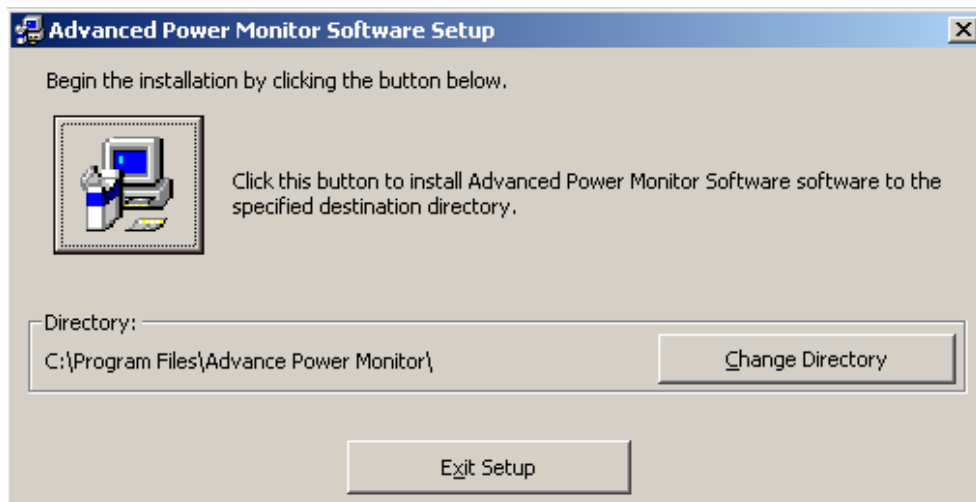 Advanced Power Monitor Software Setup
Begin the installation by clicking the button below.
Click this button to install Advanced Power Monitor Software software to the
specified destination directory.
Directory:
C:\Program Files\Advance Power Monitor\
Change Directory
Exit Setup